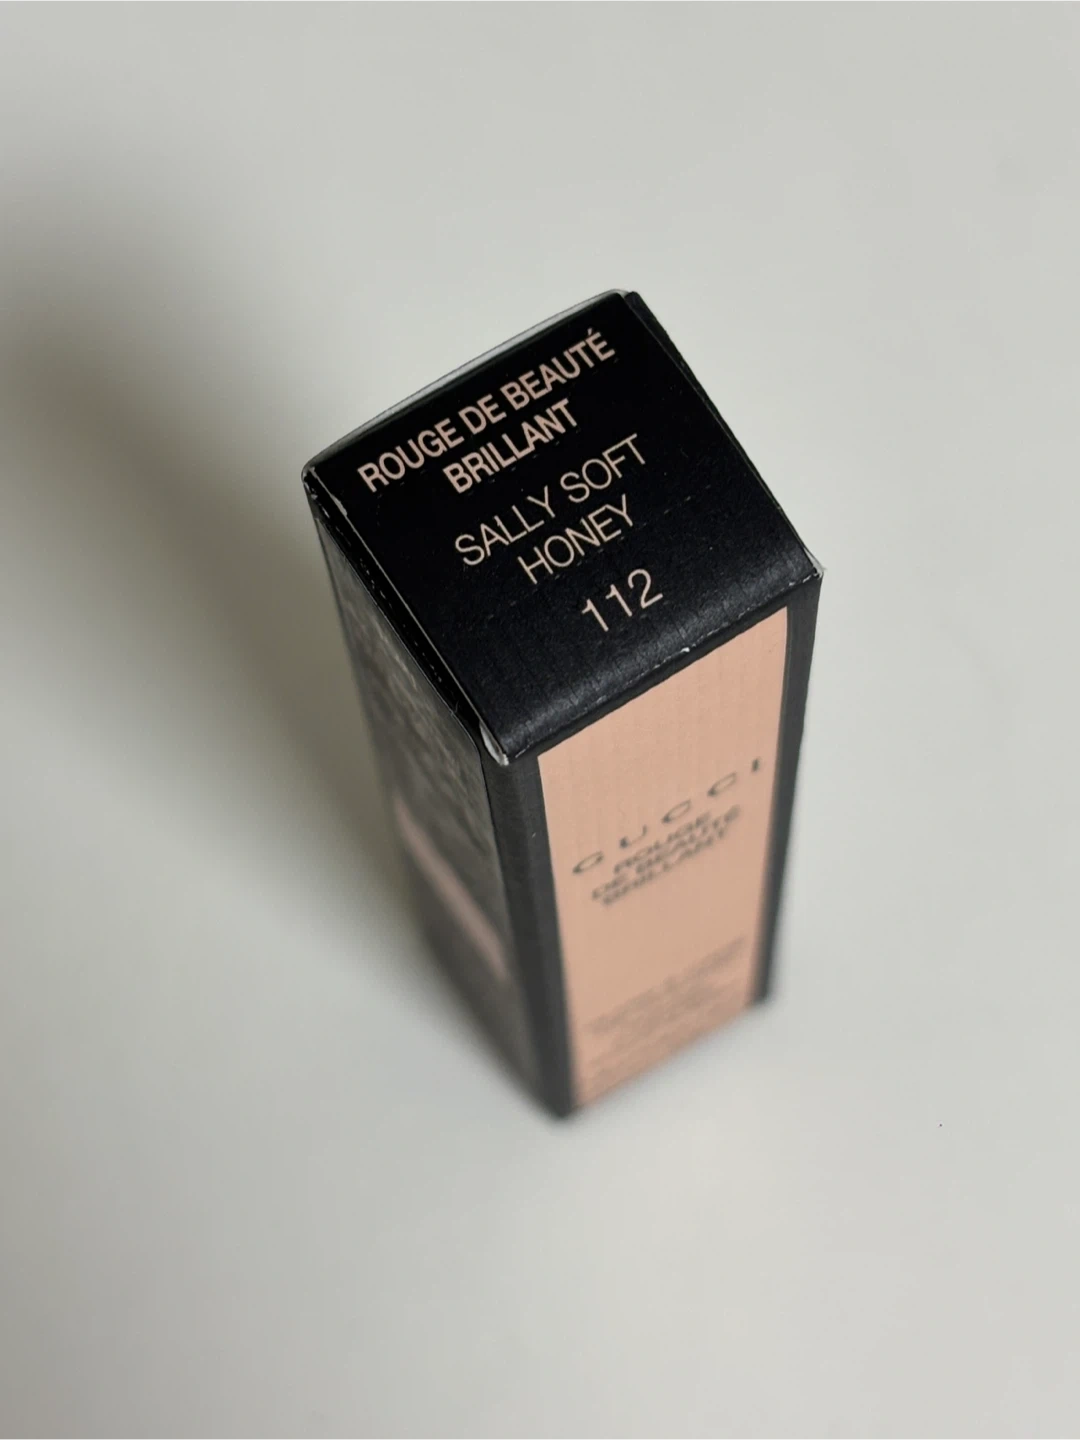 ROUGE DE BEAUTÉ
BRILLANT
SALLY SOFT
HONEY
112
GUCCI
ROUGE
DE BEAUTÉ
BRILLANT